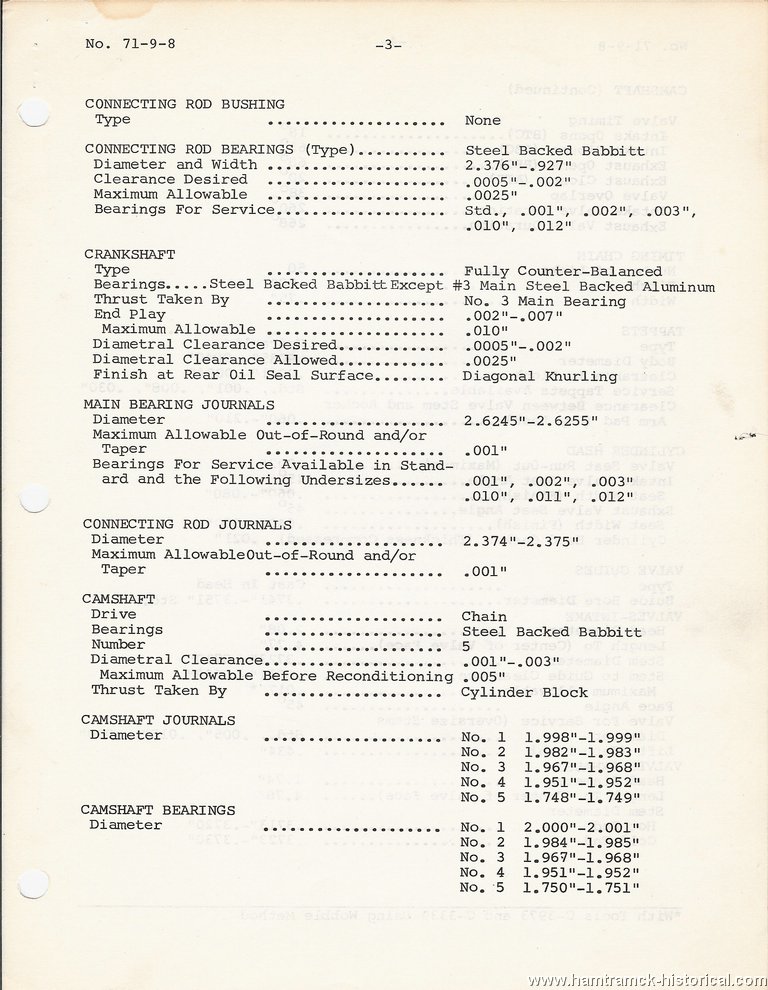 No. 71-9-8 -3-
CONNECTING ROD BUSHING
Type .................... None
CONNECTING ROD BEARINGS (Type).......... Steel Backed Babbitt
Diameter and Width .................... 2.376"-.927"
Clearance Desired .................... .0005"-.002"
Maximum Allowable .................... .0025"
Bearings For Service................... Std., .001", .002", .003",
.010", .012"
CRANKSHAFT
Type .................... Fully Counter-Balanced
Bearings.....Steel Backed Babbitt Except #3 Main Steel Backed Aluminum
Thrust Taken By .................... No. 3 Main Bearing
End Play .................... .002"-.007"
Maximum Allowable .................... .010"
Diametral Clearance Desired............ .0005"-.002"
Diametral Clearance Allowed............ .0025"
Finish at Rear Oil Seal Surface........ Diagonal Knurling
MAIN BEARING JOURNALS
Diameter .................... 2.6245"-2.6255"
Maximum Allowable Out-of-Round and/or
Taper .................... .001"
Bearings For Service Available in Stand-
ard and the Following Undersizes...... .001", .002", .003"
.010", .011", .012"
CONNECTING ROD JOURNALS
Diameter .................... 2.374"-2.375"
Maximum AllowableOut-of-Round and/or
Taper .................... .001"
CAMSHAFT
Drive .................... Chain
Bearings .................... Steel Backed Babbitt
Number .................... 5
Diametral Clearance.................... .001"-.003"
Maximum Allowable Before Reconditioning .005"
Thrust Taken By .................... Cylinder Block
CAMSHAFT JOURNALS
Diameter .................... No. 1 1.998"-1.999"
No. 2 1.982"-1.983"
No. 3 1.967"-1.968"
No. 4 1.951"-1.952"
No. 5 1.748"-1.749"
CAMSHAFT BEARINGS
Diameter .................... No. 1 2.000"-2.001"
No. 2 1.984"-1.985"
No. 3 1.967"-1.968"
No. 4 1.951"-1.952"
No. 5 1.750"-1.751"
www.hamtramck-historical.com